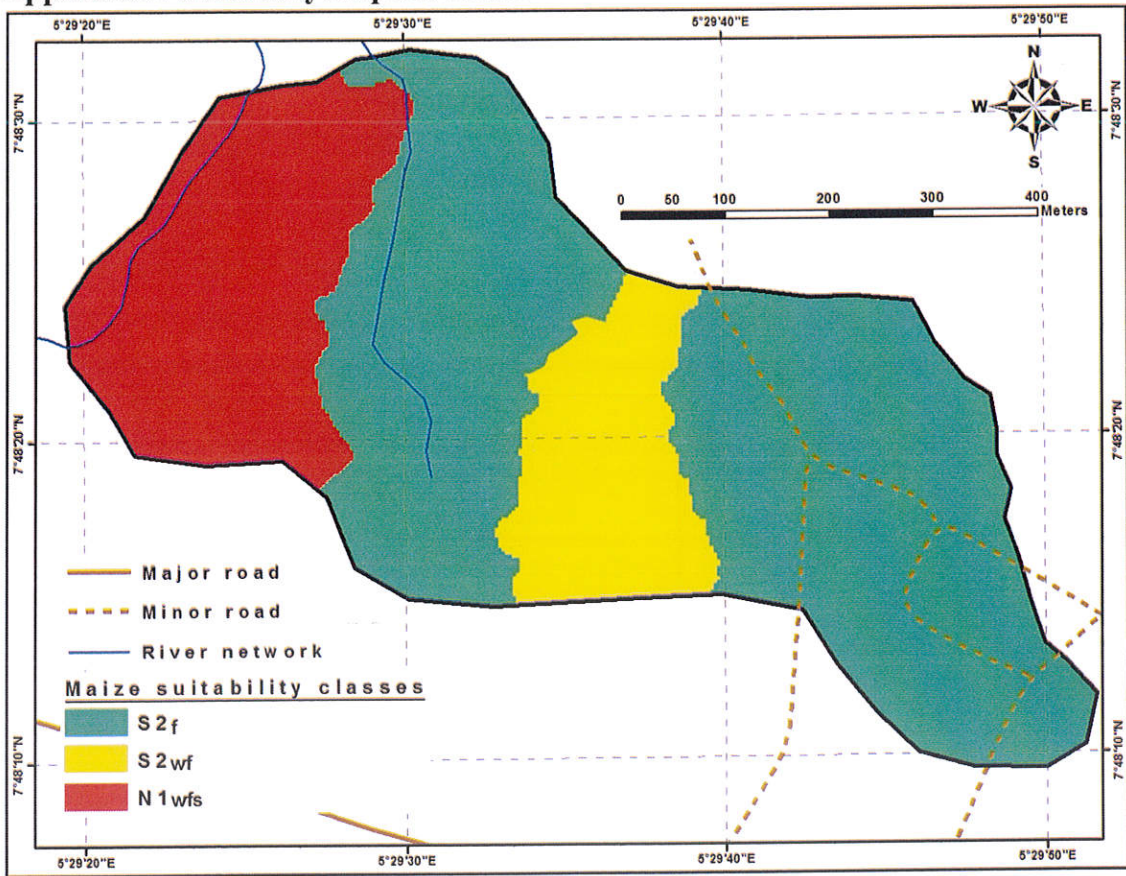 5°29'20"E 5°29'30"E 5°29'40"E 5°29'50"E
N
W E
S
7°48'30"N 7°48'30"N
0 50 100 200 300 400
Meters
7°48'20"N 7°48'20"N
Major road
Minor road
River network
Maize suitability classes
S2f
S2wf
N1wfs
7°48'10"N 7°48'10"N
5°29'20"E 5°29'30"E 5°29'40"E 5°29'50"E